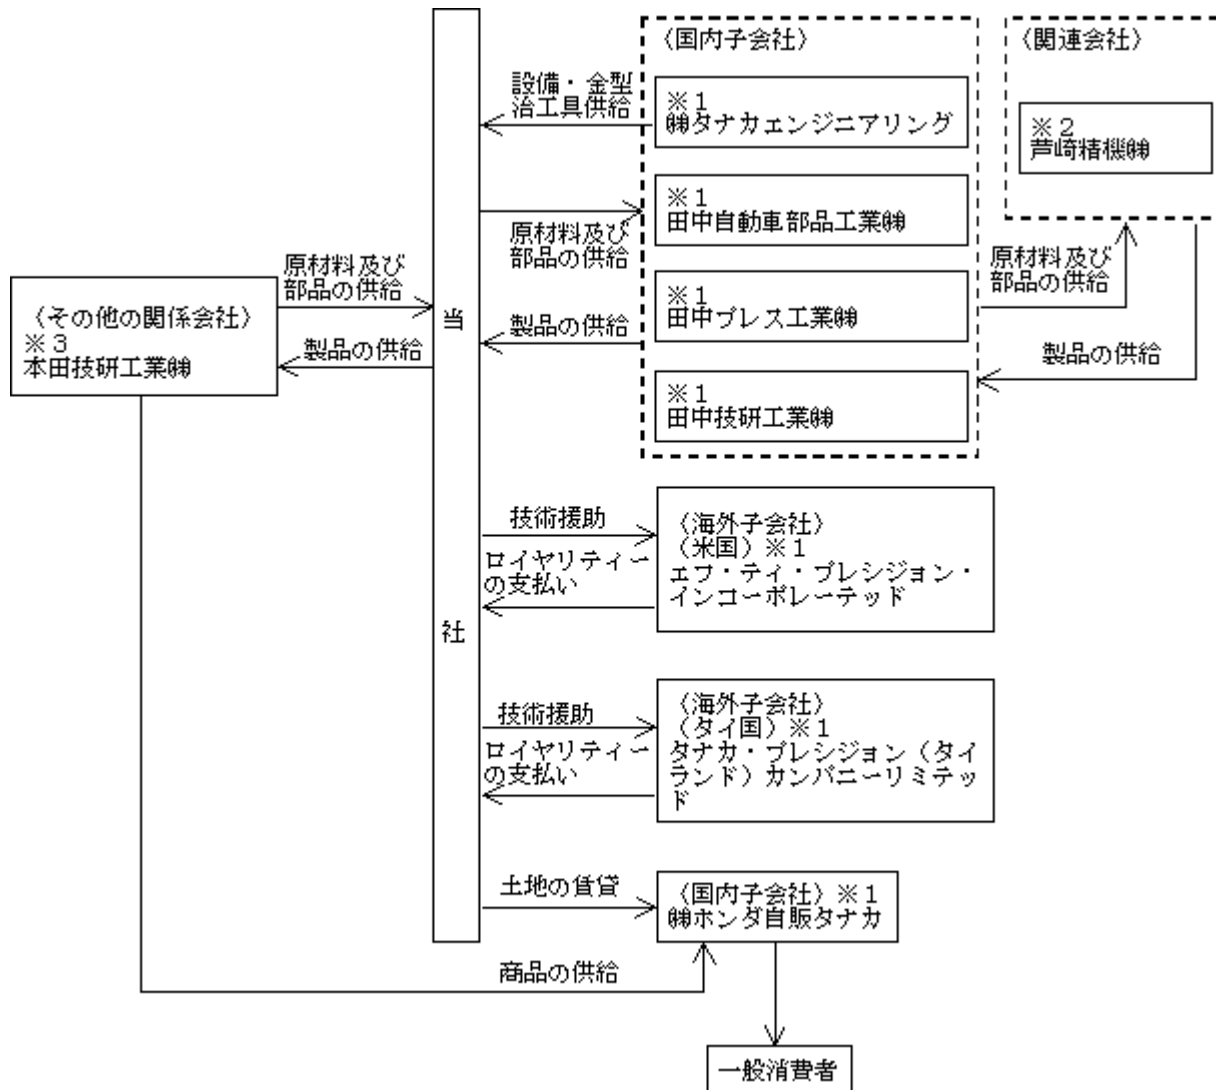 〈国内子会社〉
〈関連会社〉
設備・金型
治工具供給
※1
㈱タナカエンジニアリング
※2
芦崎精機㈱
※1
田中自動車部品工業㈱
原材料及び
部品の供給
原材料及び
部品の供給
原材料及び
部品の供給
※1
田中プレス工業㈱
〈その他の関係会社〉
※3
本田技研工業㈱
当
社
製品の供給
製品の供給
製品の供給
※1
田中技研工業㈱
技術援助
ロイヤリティー
の支払い
〈海外子会社〉
(米国)※1
エフ・ティ・プレシジョン・
インコーポレーテッド
技術援助
ロイヤリティー
の支払い
〈海外子会社〉
(タイ国)※1
タナカ・プレシジョン(タイ
ランド)カンパニーリミテッ
ド
土地の賃貸
〈国内子会社〉※1
㈱ホンダ自販タナカ
商品の供給
一般消費者